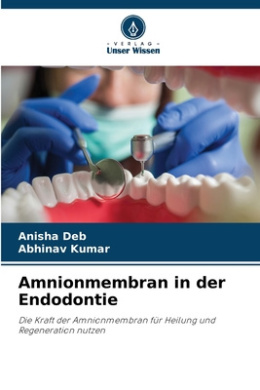 VERLAG
Unser Wissen
Anisha Deb
Abhinav Kumar
Amnionmembran in der
Endodontie
Die Kraft der Amnionmembran für Heilung und
Regeneration nutzen